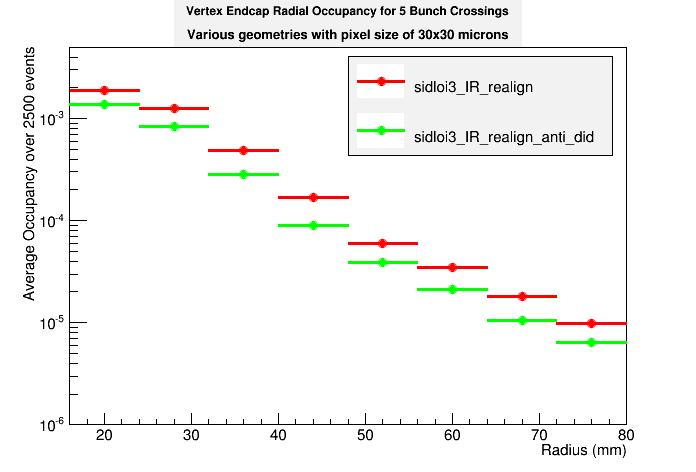 Vertex Endcap Radial Occupancy for 5 Bunch Crossings
Various geometries with pixel size of 30x30 microns
sidloi3_IR_realign
sidloi3_IR_realign_anti_did
Average Occupancy over 2500 events
10⁻³
10⁻⁴
10⁻⁵
10⁻⁶
20 30 40 50 60 70 80
Radius (mm)